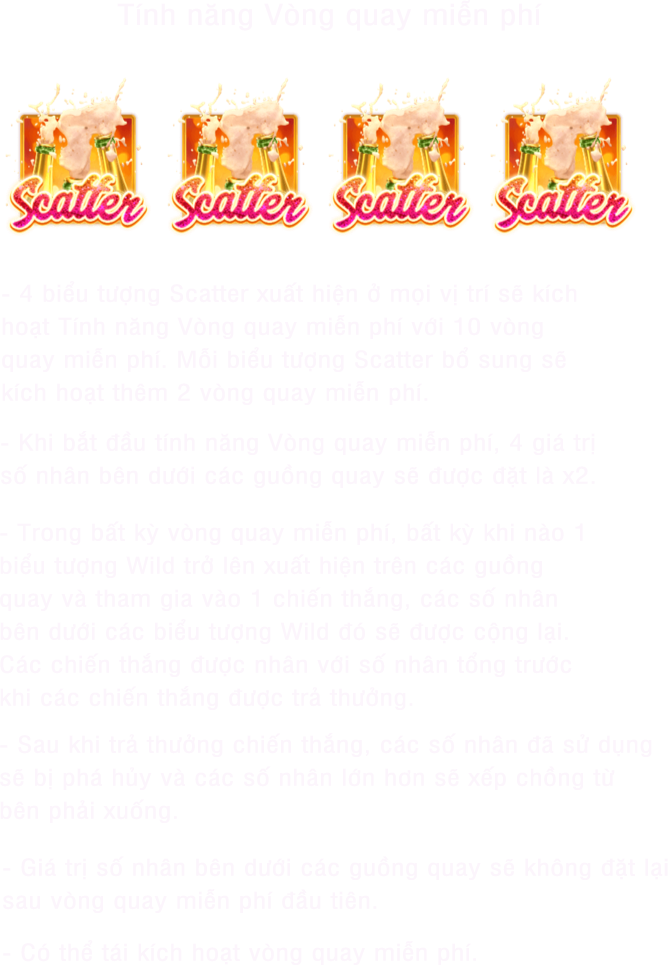 Tính năng Vòng quay miễn phí
Scatter Scatter Scatter Scatter
- 4 biểu tượng Scatter xuất hiện ở mọi vị trí sẽ kích
hoạt Tính năng Vòng quay miễn phí với 10 vòng
quay miễn phí. Mỗi biểu tượng Scatter bổ sung sẽ
kích hoạt thêm 2 vòng quay miễn phí.
- Khi bắt đầu tính năng Vòng quay miễn phí, 4 giá trị
số nhân bên dưới các guồng quay sẽ được đặt là x2.
- Trong bất kỳ vòng quay miễn phí, bất kỳ khi nào 1
biểu tượng Wild trở lên xuất hiện trên các guồng
quay và tham gia vào 1 chiến thắng, các số nhân
bên dưới các biểu tượng Wild đó sẽ được cộng lại.
Các chiến thắng được nhân với số nhân tổng trước
khi các chiến thắng được trả thưởng.
- Sau khi trả thưởng chiến thắng, các số nhân đã sử dụng
sẽ bị phá hủy và các số nhân lớn hơn sẽ xếp chồng từ
bên phải xuống.
- Giá trị số nhân bên dưới các guồng quay sẽ không đặt lại
sau vòng quay miễn phí đầu tiên.
- Có thể tái kích hoạt vòng quay miễn phí.